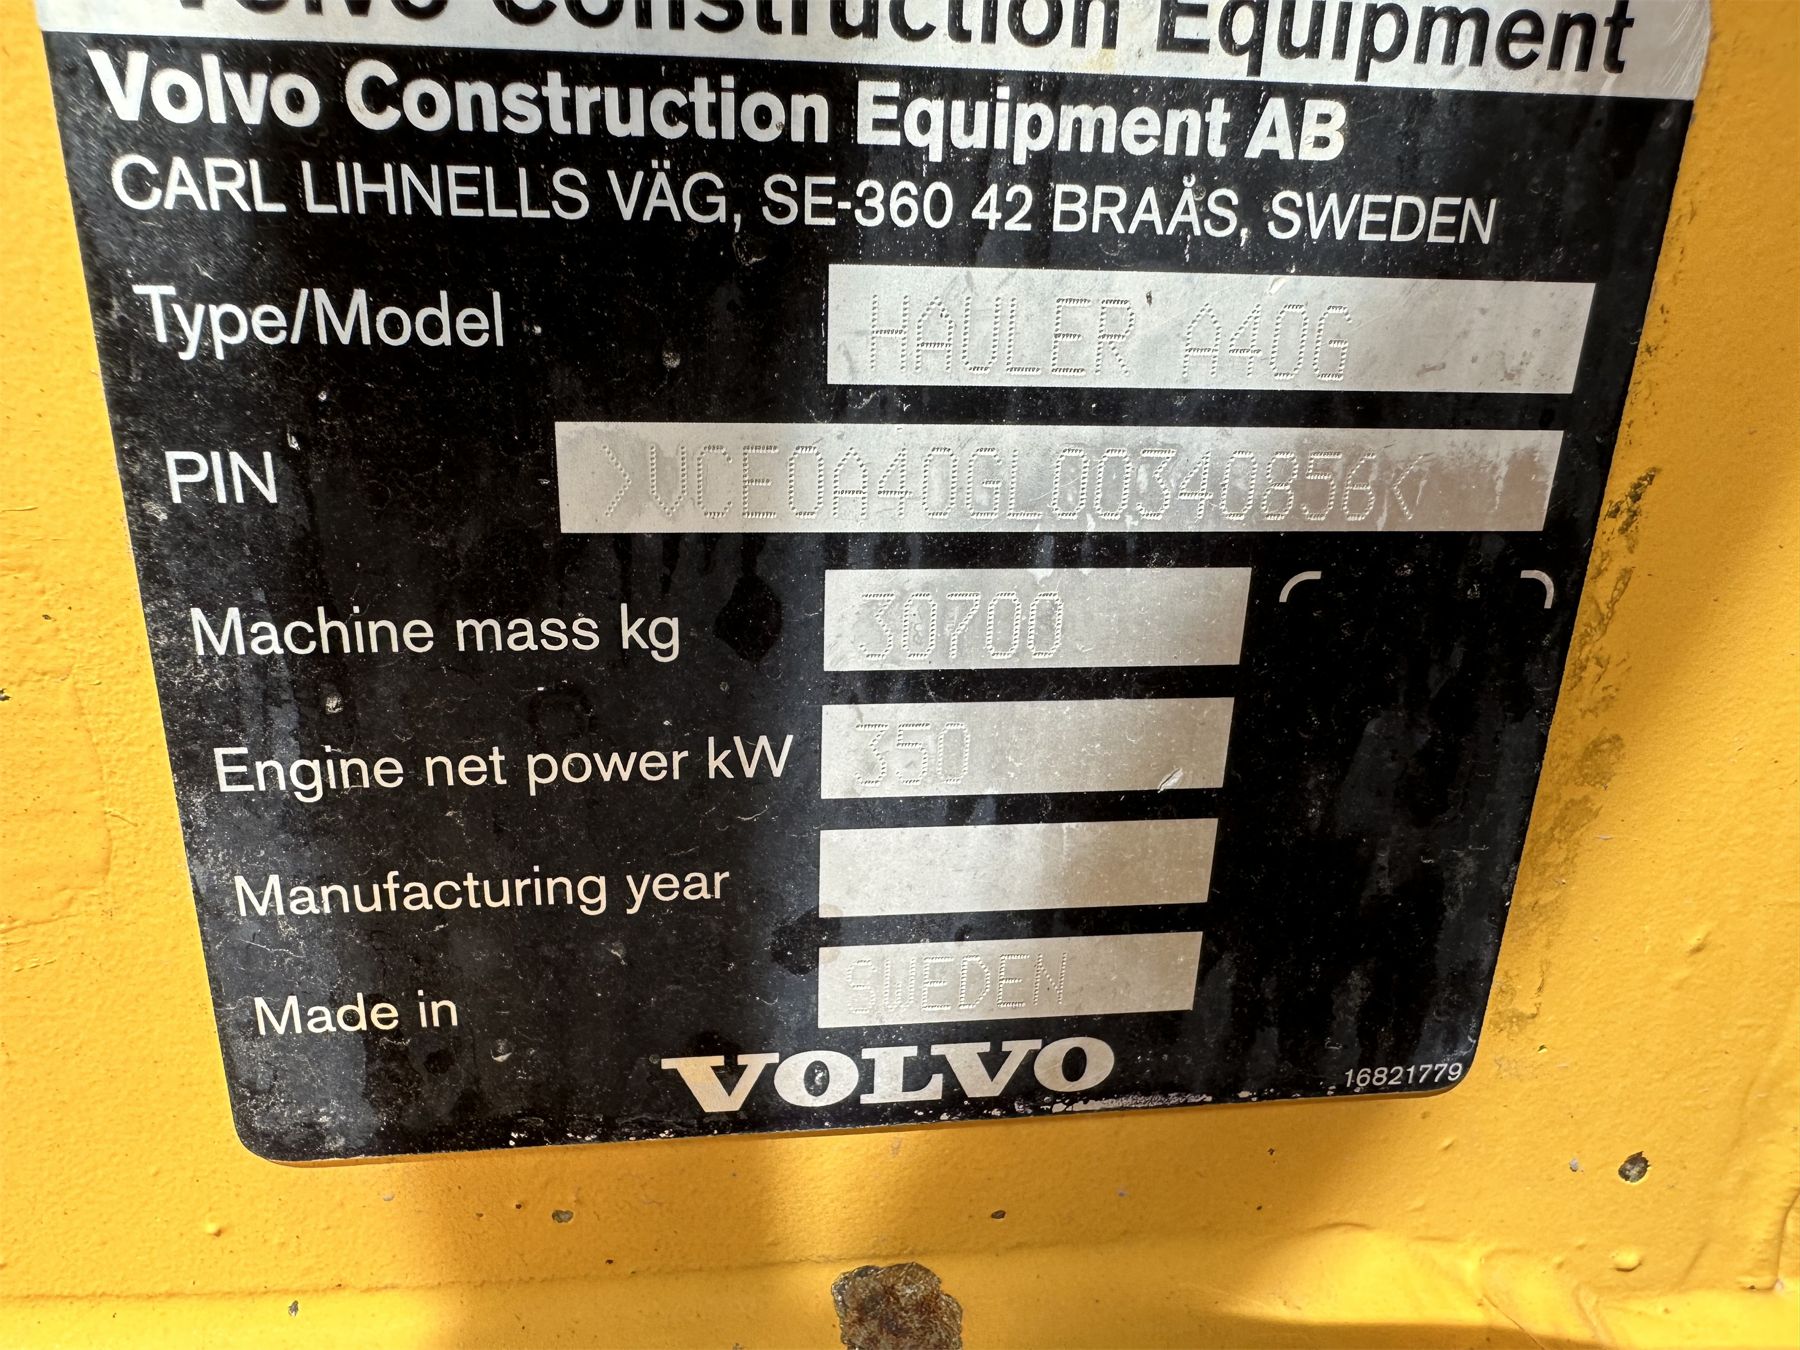 Volvo Construction Equipment
Volvo Construction Equipment AB
CARL LIHNELLS VÄG, SE-360 42 BRAÅS, SWEDEN
Type/Model HAULER A40G
PIN >VCE0A40GL00340856<
Machine mass kg 30700
Engine net power kW 350
Manufacturing year
Made in SWEDEN
VOLVO
16821779